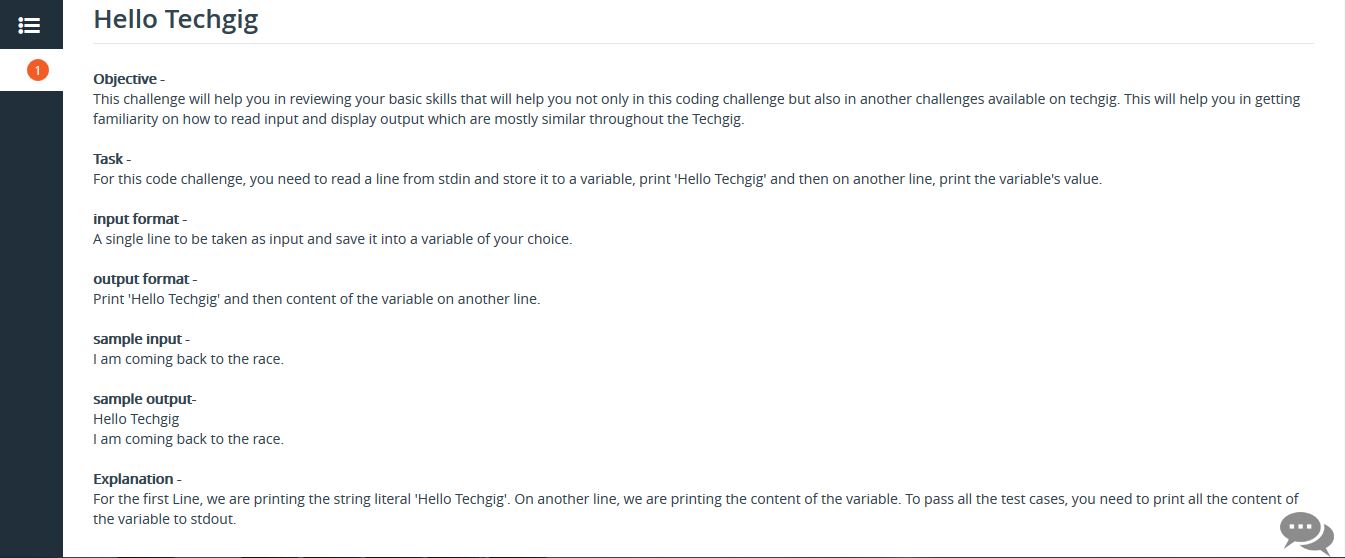 Hello Techgig
1
Objective -
This challenge will help you in reviewing your basic skills that will help you not only in this coding challenge but also in another challenges available on techgig. This will help you in getting
familiarity on how to read input and display output which are mostly similar throughout the Techgig.
Task -
For this code challenge, you need to read a line from stdin and store it to a variable, print 'Hello Techgig' and then on another line, print the variable's value.
input format -
A single line to be taken as input and save it into a variable of your choice.
output format -
Print 'Hello Techgig' and then content of the variable on another line.
sample input -
I am coming back to the race.
sample output-
Hello Techgig
I am coming back to the race.
Explanation -
For the first Line, we are printing the string literal 'Hello Techgig'. On another line, we are printing the content of the variable. To pass all the test cases, you need to print all the content of
the variable to stdout.